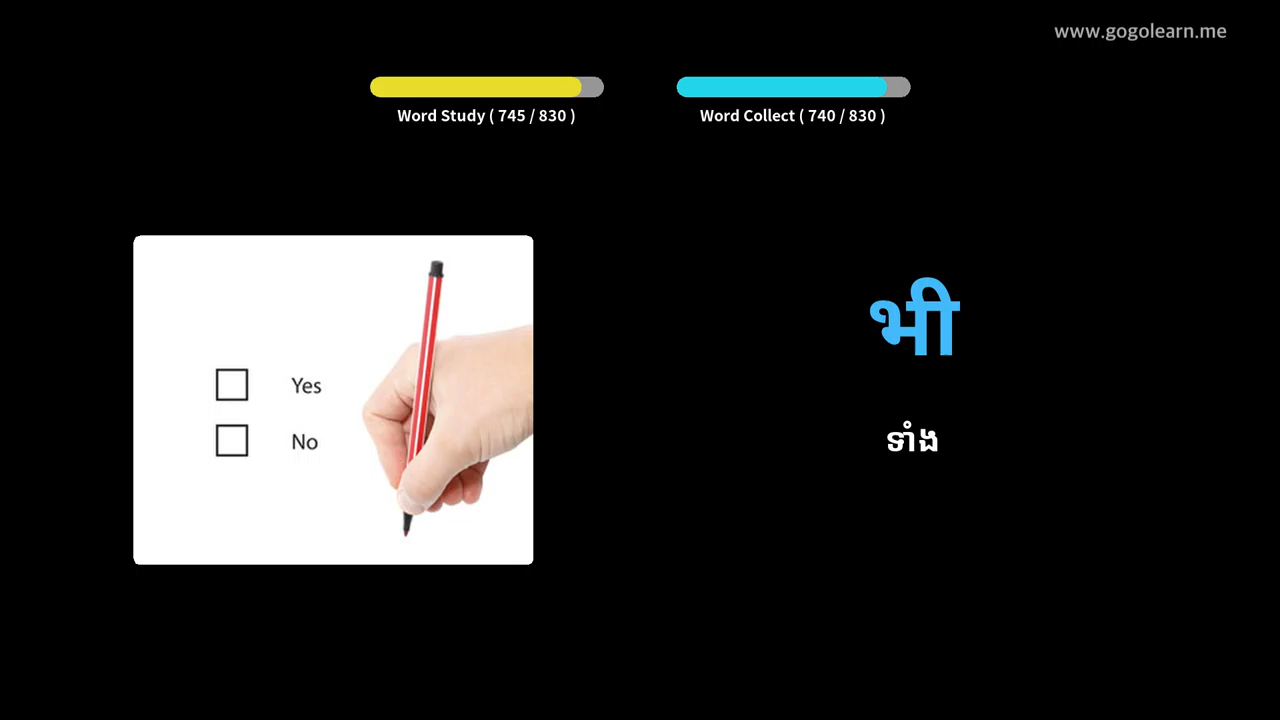 www.gogolearn.me
Word Study ( 745 / 830 )
Word Collect ( 740 / 830 )
Yes
No
भी
ទាំង